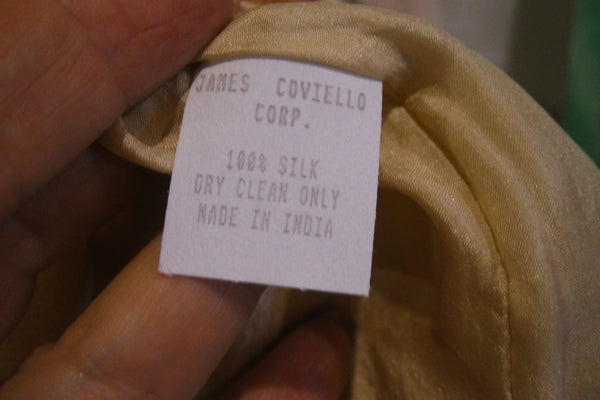 JAMES COVIELLO
CORP.
100% SILK
DRY CLEAN ONLY
MADE IN INDIA